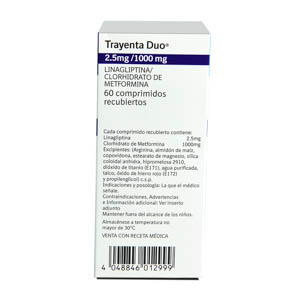 Trayenta Duo®
2.5mg/1000 mg
LINAGLIPTINA/
CLORHIDRATO DE
METFORMINA
60 comprimidos
recubiertos
Cada comprimido recubierto contiene:
Linagliptina 2.5mg
Clorhidrato de Metformina 1000mg
Excipientes: (Arginina, almidón de maíz,
copovidona, estearato de magnesio, sílica
coloidal anhidra, hipromelosa 2910,
dióxido de titanio (E171), agua purificada,
talco, óxido de hierro rojo (E172)
y propilenglicol) c.s.p.
Indicaciones y posología: La que el médico
señale.
Contraindicaciones, Advertencias
e Información adicional: Ver inserto
adjunto
Mantener fuera del alcance de los niños.
Almacénese a temperatura no
mayor de 30°C
VENTA CON RECETA MÉDICA
4 048846 012999